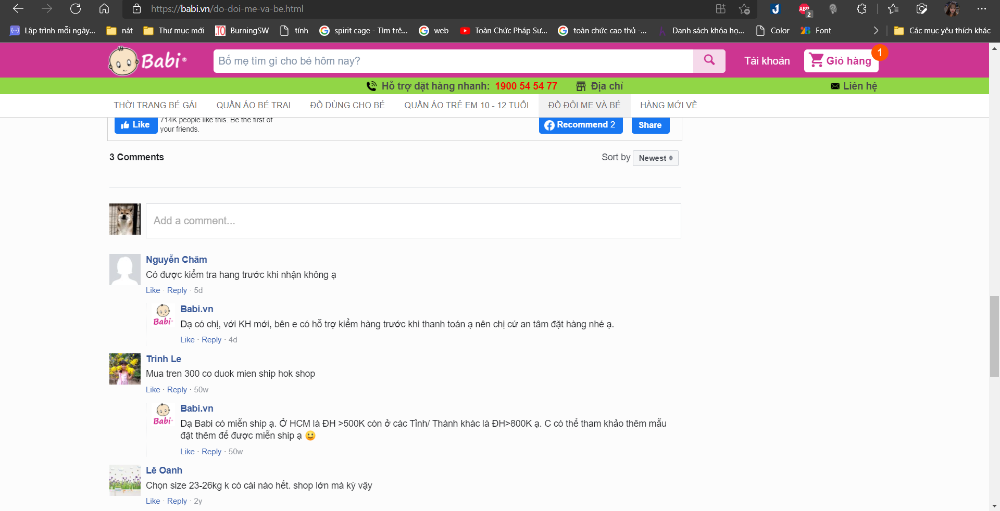 https://babi.vn/do-doi-me-va-be.html
ABP
2
Lập trình mỗi ngày...
nát
Thư mục mới
TO
BurningSW
tính
spirit cage - Tìm trê...
web
Toàn Chức Pháp Sư...
toàn chức cao thủ -...
Danh sách khóa họ...
Color
Font
Các mục yêu thích khác
Babi®
Bố mẹ tìm gì cho bé hôm nay?
Tài khoản
Giỏ hàng
1
Hỗ trợ đặt hàng nhanh: 1900 54 54 77
Địa chỉ
Liên hệ
THỜI TRANG BÉ GÁI
QUẦN ÁO BÉ TRAI
ĐỒ DÙNG CHO BÉ
QUẦN ÁO TRẺ EM 10 - 12 TUỔI
ĐỒ ĐÔI MẸ VÀ BÉ
HÀNG MỚI VỀ
Like
714K people like this. Be the first of
your friends.
Recommend 2
Share
3 Comments
Sort by Newest
Add a comment...
Nguyễn Chăm
Có được kiểm tra hang trước khi nhận không ạ
Like · Reply · 5d
Babi
Babi.vn
Dạ có chị, với KH mới, bên e có hỗ trợ kiểm hàng trước khi thanh toán ạ nên chị cứ an tâm đặt hàng nhé ạ.
Like · Reply · 4d
Trinh Le
Mua tren 300 co duok mien ship hok shop
Like · Reply · 50w
Babi
Babi.vn
Dạ Babi có miễn ship ạ. Ở HCM là ĐH >500K còn ở các Tỉnh/ Thành khác là ĐH>800K ạ. C có thể tham khảo thêm mẫu
đặt thêm để được miễn ship ạ 🙂
Like · Reply · 50w
Lê Oanh
Chọn size 23-26kg k có cái nào hết. shop lớn mà kỳ vậy
Like · Reply · 2y